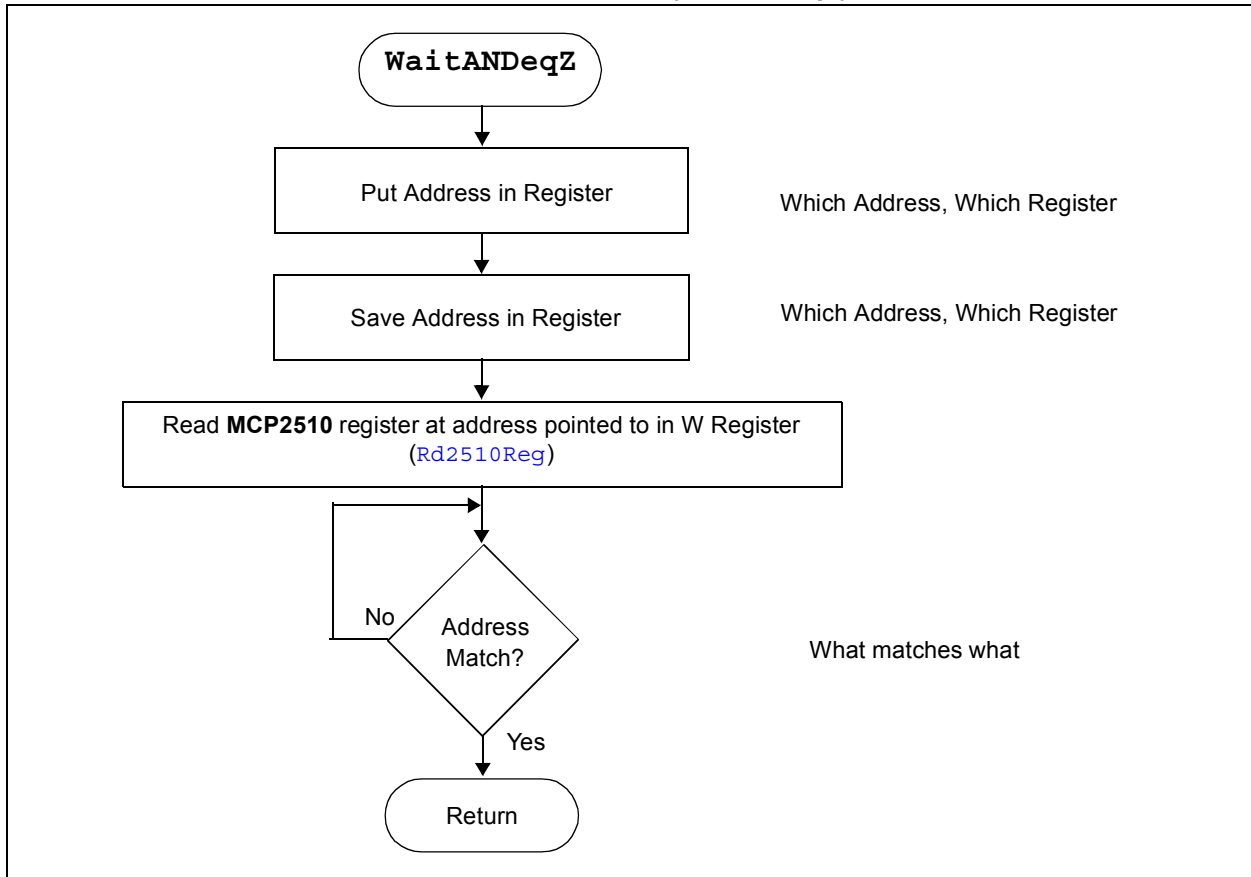 WaitANDeqZ
Put Address in Register
Which Address, Which Register
Save Address in Register
Which Address, Which Register
Read MCP2510 register at address pointed to in W Register
(Rd2510Reg)
No
Address
Match?
What matches what
Yes
Return